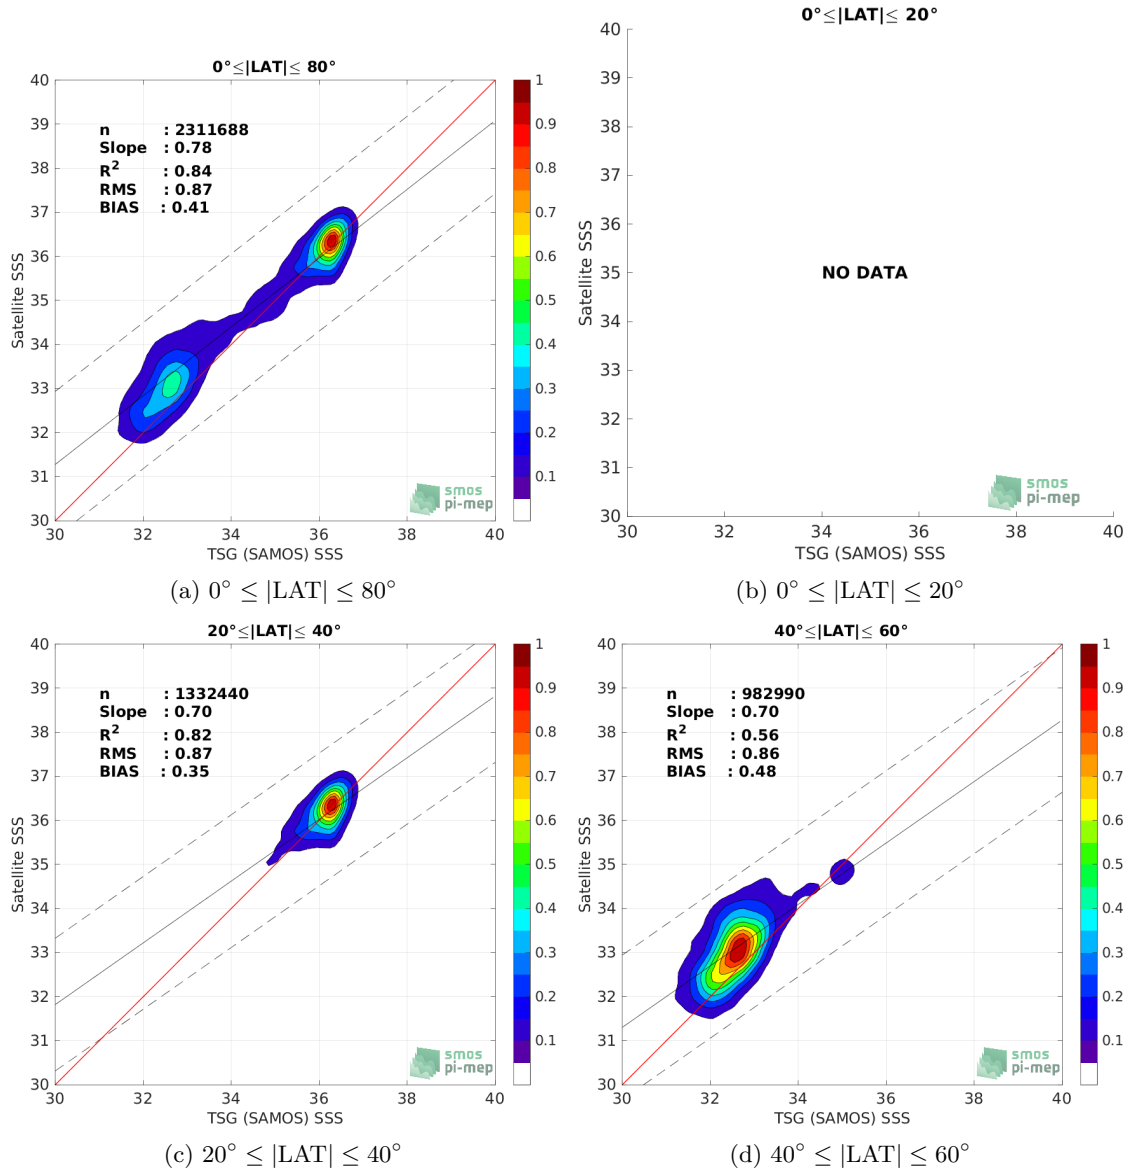 0°≤|LAT|≤ 80°
40
39
38
37
36
35
34
33
32
31
30
Satellite SSS
n : 2311688
Slope : 0.78
R² : 0.84
RMS : 0.87
BIAS : 0.41
1
0.9
0.8
0.7
0.6
0.5
0.4
0.3
0.2
0.1
smos
pi-mep
30 32 34 36 38 40
TSG (SAMOS) SSS
(a) 0° ≤ |LAT| ≤ 80°
0°≤|LAT|≤ 20°
40
39
38
37
36
35
34
33
32
31
30
Satellite SSS
NO DATA
smos
pi-mep
30 31 32 33 34 35 36 37 38 39 40
TSG (SAMOS) SSS
(b) 0° ≤ |LAT| ≤ 20°
20°≤|LAT|≤ 40°
40
39
38
37
36
35
34
33
32
31
30
Satellite SSS
n : 1332440
Slope : 0.70
R² : 0.82
RMS : 0.87
BIAS : 0.35
1
0.9
0.8
0.7
0.6
0.5
0.4
0.3
0.2
0.1
smos
pi-mep
30 32 34 36 38 40
TSG (SAMOS) SSS
(c) 20° ≤ |LAT| ≤ 40°
40°≤|LAT|≤ 60°
40
39
38
37
36
35
34
33
32
31
30
Satellite SSS
n : 982990
Slope : 0.70
R² : 0.56
RMS : 0.86
BIAS : 0.48
1
0.9
0.8
0.7
0.6
0.5
0.4
0.3
0.2
0.1
smos
pi-mep
30 32 34 36 38 40
TSG (SAMOS) SSS
(d) 40° ≤ |LAT| ≤ 60°